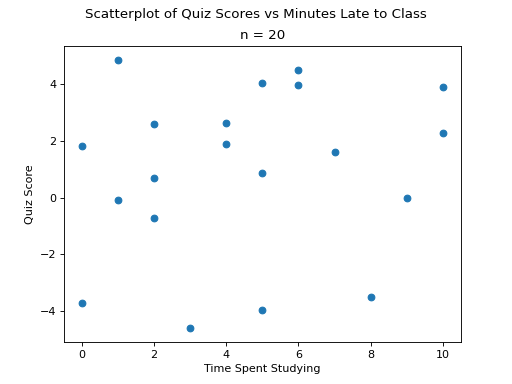 Scatterplot of Quiz Scores vs Minutes Late to Class
n = 20
4
2
0
−2
−4
Quiz Score
0 2 4 6 8 10
Time Spent Studying